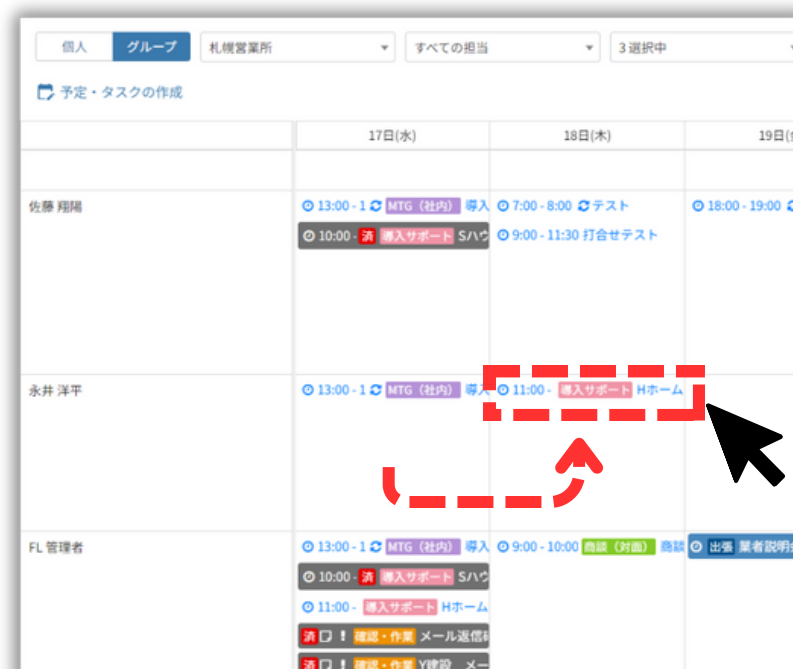 個人 グループ 札幌営業所 すべての担当 3 選択中
予定・タスクの作成
17日(水) 18日(木) 19日(
佐藤 翔陽
13:00 - 1 MTG（社内） 導入
10:00 - 済 導入サポート Sハウ
7:00 - 8:00 テスト
9:00 - 11:30 打合せテスト
18:00 - 19:00
永井 洋平
13:00 - 1 MTG（社内） 導入
11:00 - 導入サポート Hホーム
FL 管理者
13:00 - 1 MTG（社内） 導入
10:00 - 済 導入サポート Sハウ
11:00 - 導入サポート Hホーム
済 ! 確認・作業 メール返信
済 ! 確認・作業 Y建設 メー
9:00 - 10:00 商談（対面） 商談
出張 業者説明